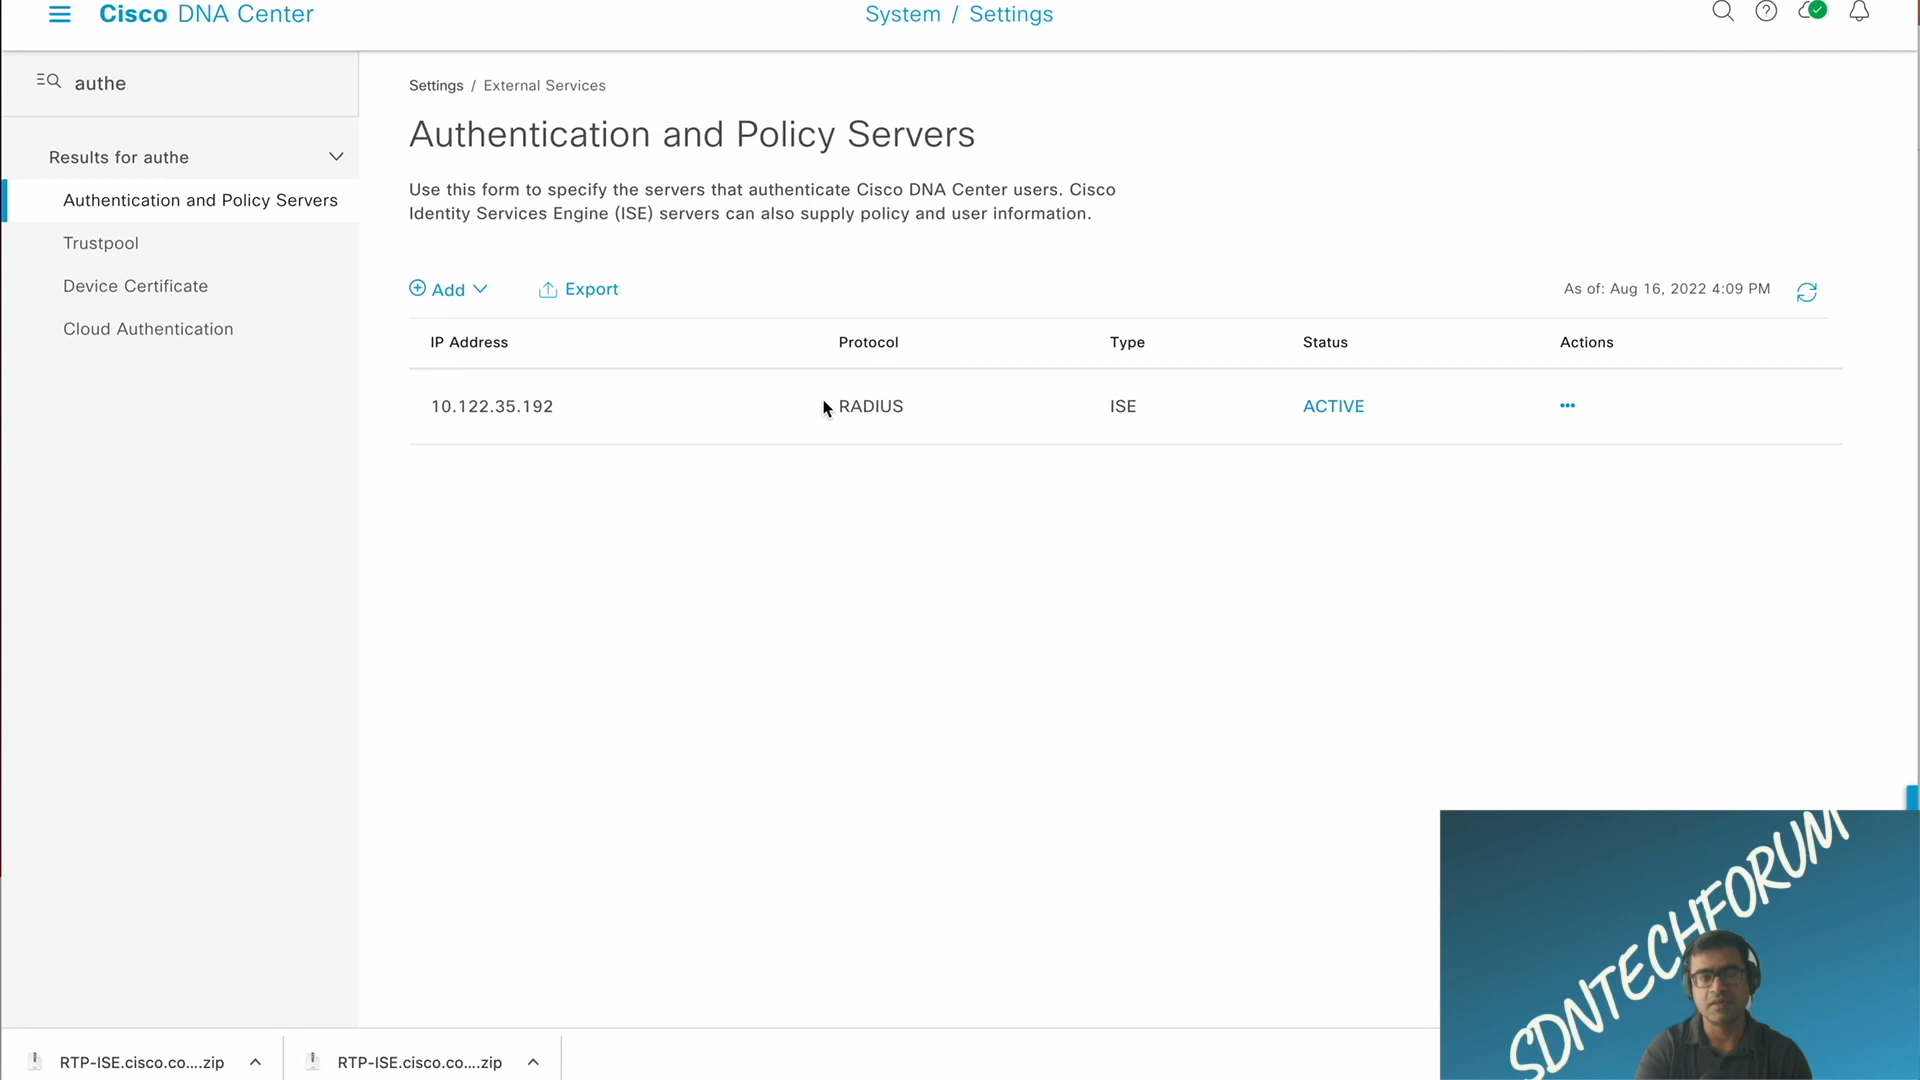 Cisco DNA Center
System / Settings
authe
Results for authe
Authentication and Policy Servers
Trustpool
Device Certificate
Cloud Authentication
Settings / External Services
Authentication and Policy Servers
Use this form to specify the servers that authenticate Cisco DNA Center users. Cisco
Identity Services Engine (ISE) servers can also supply policy and user information.
Add
Export
As of: Aug 16, 2022 4:09 PM
IP Address Protocol Type Status Actions
10.122.35.192 RADIUS ISE ACTIVE
SDNTECHFORUM
RTP-ISE.cisco.co....zip
RTP-ISE.cisco.co....zip